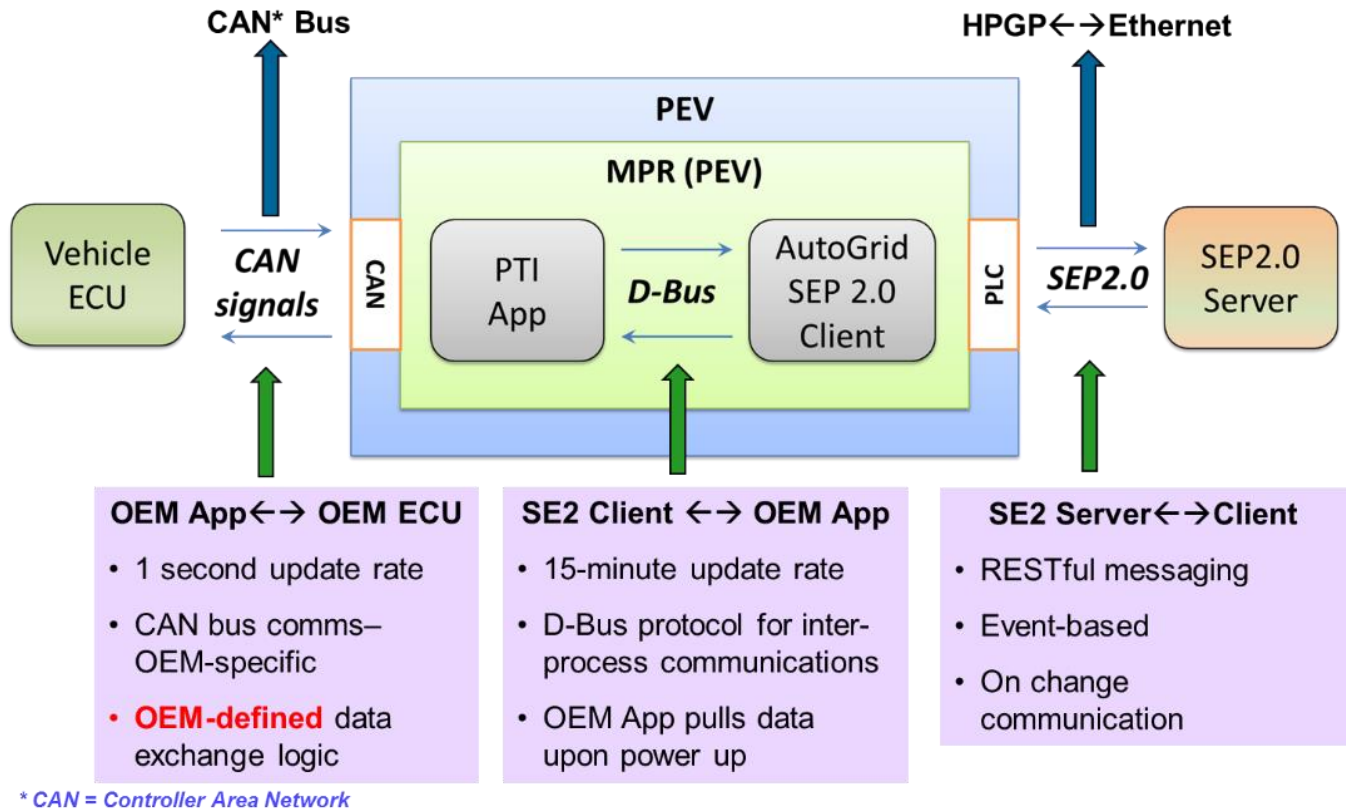 CAN* Bus
HPGP←→Ethernet
PEV
MPR (PEV)
Vehicle
ECU
CAN
signals
CAN
PTI
App
D-Bus
AutoGrid
SEP 2.0
Client
PLC
SEP2.0
SEP2.0
Server
OEM App←→ OEM ECU
• 1 second update rate
• CAN bus comms–
OEM-specific
• OEM-defined data
exchange logic
SE2 Client ←→ OEM App
• 15-minute update rate
• D-Bus protocol for inter-
process communications
• OEM App pulls data
upon power up
SE2 Server←→Client
• RESTful messaging
• Event-based
• On change
communication
* CAN = Controller Area Network